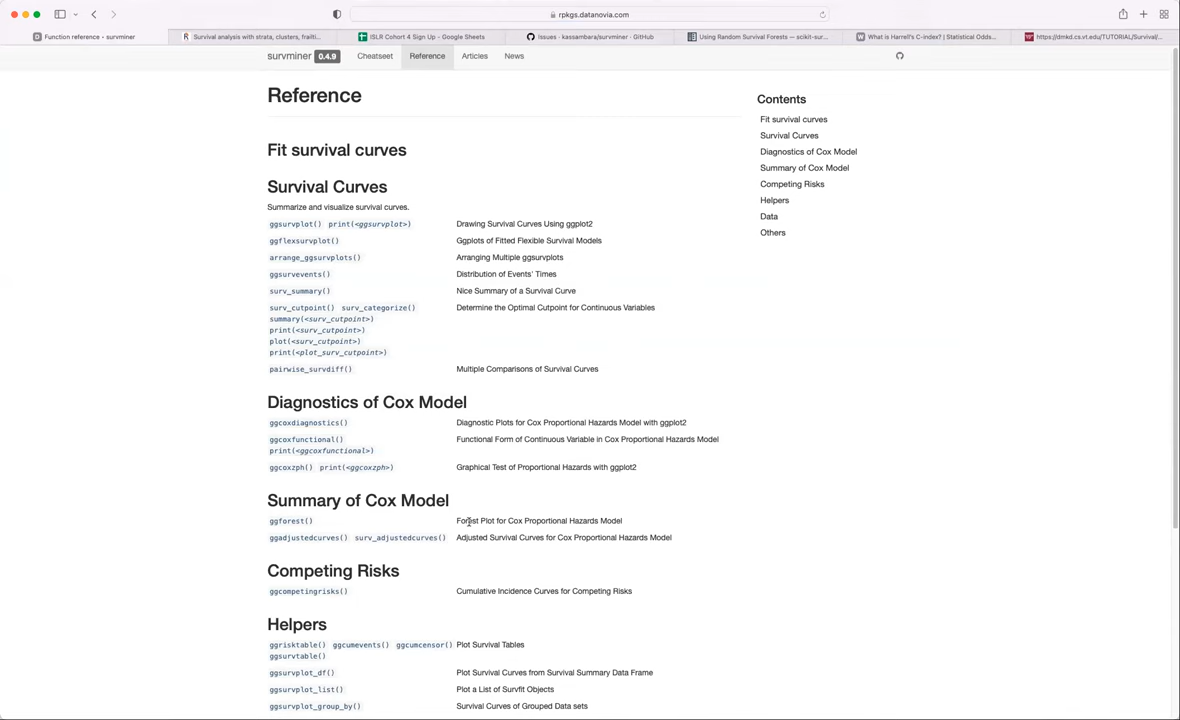 rpkgs.datanovia.com
Function reference - survminer
Survival analysis with strata, clusters, frailti...
ISLR Cohort 4 Sign Up - Google Sheets
Issues · kassambara/survminer · GitHub
Using Random Survival Forests — scikit-sur...
What is Harrell's C-index? | Statistical Odds...
https://dmkd.cs.vt.edu/TUTORIAL/Survival/...
survminer 0.4.9 Cheatseet Reference Articles News
Reference
Fit survival curves
Survival Curves
Summarize and visualize survival curves.
ggsurvplot() print(<ggsurvplot>) Drawing Survival Curves Using ggplot2
ggflexsurvplot() Ggplots of Fitted Flexible Survival Models
arrange_ggsurvplots() Arranging Multiple ggsurvplots
ggsurvevents() Distribution of Events' Times
surv_summary() Nice Summary of a Survival Curve
surv_cutpoint() surv_categorize() Determine the Optimal Cutpoint for Continuous Variables
summary(<surv_cutpoint>)
print(<surv_cutpoint>)
plot(<surv_cutpoint>)
print(<plot_surv_cutpoint>)
pairwise_survdiff() Multiple Comparisons of Survival Curves
Diagnostics of Cox Model
ggcoxdiagnostics() Diagnostic Plots for Cox Proportional Hazards Model with ggplot2
ggcoxfunctional() Functional Form of Continuous Variable in Cox Proportional Hazards Model
print(<ggcoxfunctional>)
ggcoxzph() print(<ggcoxzph>) Graphical Test of Proportional Hazards with ggplot2
Summary of Cox Model
ggforest() Forest Plot for Cox Proportional Hazards Model
ggadjustedcurves() surv_adjustedcurves() Adjusted Survival Curves for Cox Proportional Hazards Model
Competing Risks
ggcompetingrisks() Cumulative Incidence Curves for Competing Risks
Helpers
ggrisktable() ggcumevents() ggcumcensor() Plot Survival Tables
ggsurvtable()
ggsurvplot_df() Plot Survival Curves from Survival Summary Data Frame
ggsurvplot_list() Plot a List of Survfit Objects
ggsurvplot_group_by() Survival Curves of Grouped Data sets
Contents
Fit survival curves
Survival Curves
Diagnostics of Cox Model
Summary of Cox Model
Competing Risks
Helpers
Data
Others